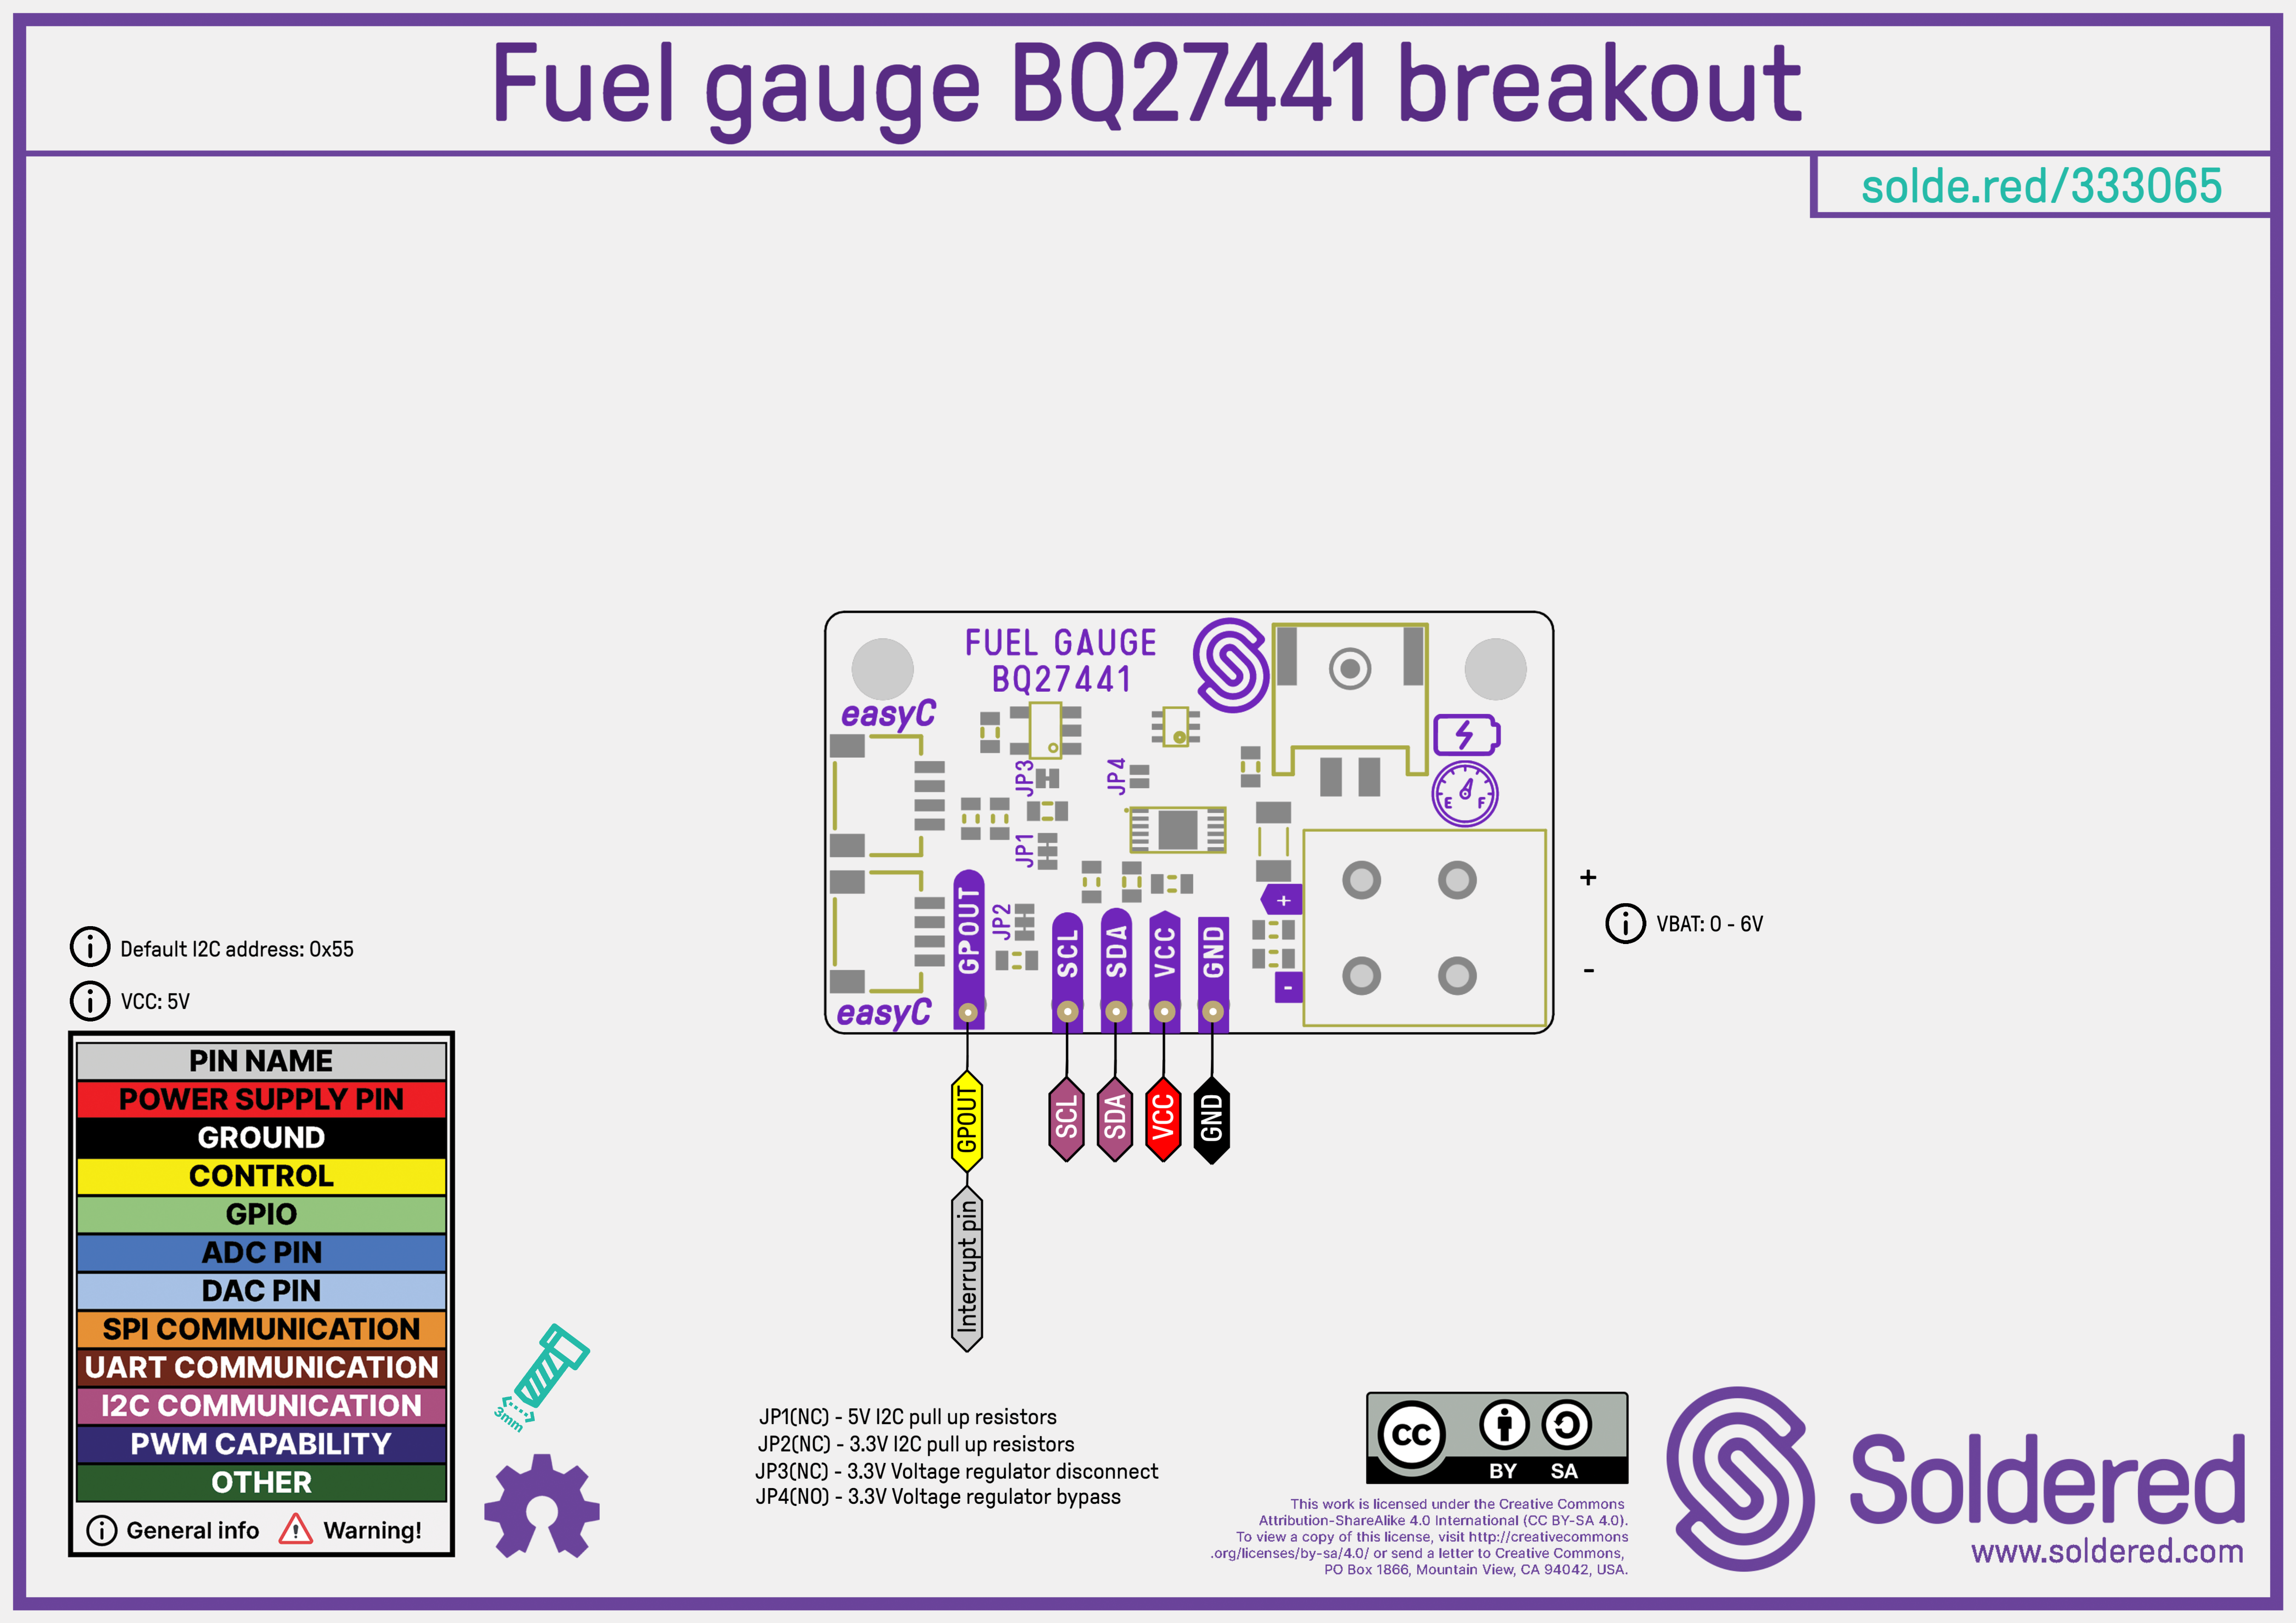 Fuel gauge BQ27441 breakout
solde.red/333065
FUEL GAUGE
BQ27441
easyC
JP3
JP4
E F
JP1
GPOUT
JP2
SCL
SDA
VCC
GND
+
-
easyC
+
VBAT: 0 - 6V
-
Default I2C address: 0x55
VCC: 5V
PIN NAME
POWER SUPPLY PIN
GROUND
CONTROL
GPIO
ADC PIN
DAC PIN
SPI COMMUNICATION
UART COMMUNICATION
I2C COMMUNICATION
PWM CAPABILITY
OTHER
General info
Warning!
GPOUT
SCL
SDA
VCC
GND
Interrupt pin
3mm
JP1(NC) - 5V I2C pull up resistors
JP2(NC) - 3.3V I2C pull up resistors
JP3(NC) - 3.3V Voltage regulator disconnect
JP4(NO) - 3.3V Voltage regulator bypass
CC
BY SA
This work is licensed under the Creative Commons
Attribution-ShareAlike 4.0 International (CC BY-SA 4.0).
To view a copy of this license, visit http://creativecommons
.org/licenses/by-sa/4.0/ or send a letter to Creative Commons,
PO Box 1866, Mountain View, CA 94042, USA.
Soldered
www.soldered.com